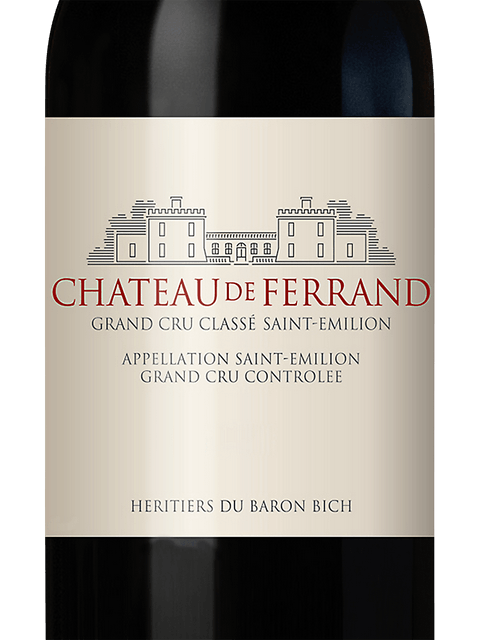 CHATEAU DE FERRAND
GRAND CRU CLASSÉ SAINT-EMILION
APPELLATION SAINT-EMILION
GRAND CRU CONTROLEE
HERITIERS DU BARON BICH